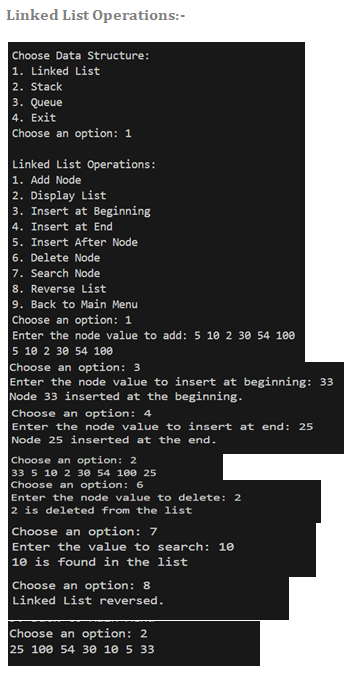 Linked List Operations:-
Choose Data Structure:
1. Linked List
2. Stack
3. Queue
4. Exit
Choose an option: 1
Linked List Operations:
1. Add Node
2. Display List
3. Insert at Beginning
4. Insert at End
5. Insert After Node
6. Delete Node
7. Search Node
8. Reverse List
9. Back to Main Menu
Choose an option: 1
Enter the node value to add: 5 10 2 30 54 100
5 10 2 30 54 100
Choose an option: 3
Enter the node value to insert at beginning: 33
Node 33 inserted at the beginning.
Choose an option: 4
Enter the node value to insert at end: 25
Node 25 inserted at the end.
Choose an option: 2
33 5 10 2 30 54 100 25
Choose an option: 6
Enter the node value to delete: 2
2 is deleted from the list
Choose an option: 7
Enter the value to search: 10
10 is found in the list
Choose an option: 8
Linked List reversed.
Choose an option: 2
25 100 54 30 10 5 33